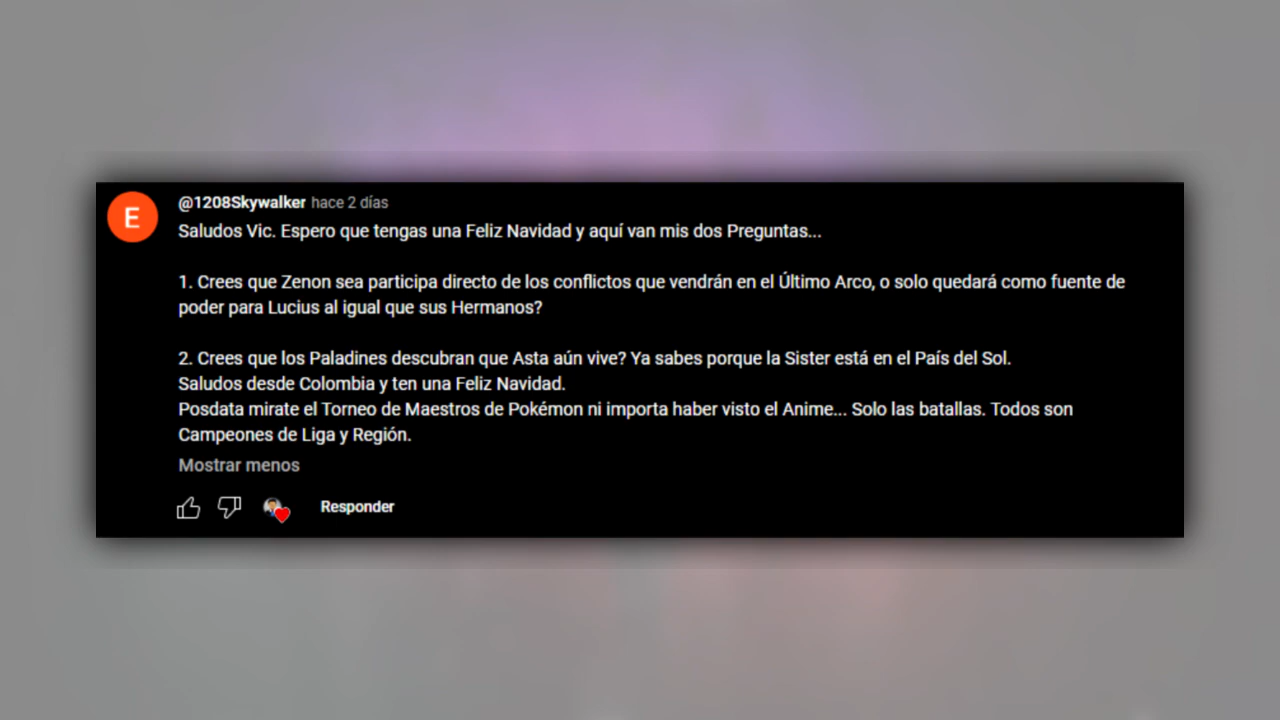 E
@1208Skywalker hace 2 días
Saludos Vic. Espero que tengas una Feliz Navidad y aquí van mis dos Preguntas...
1. Crees que Zenon sea participa directo de los conflictos que vendrán en el Último Arco, o solo quedará como fuente de
poder para Lucius al igual que sus Hermanos?
2. Crees que los Paladines descubran que Asta aún vive? Ya sabes porque la Sister está en el País del Sol.
Saludos desde Colombia y ten una Feliz Navidad.
Posdata mirate el Torneo de Maestros de Pokémon ni importa haber visto el Anime... Solo las batallas. Todos son
Campeones de Liga y Región.
Mostrar menos
Responder